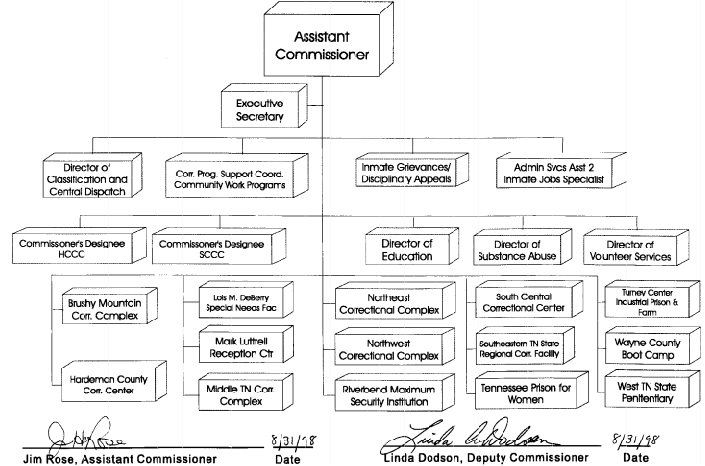 Assistant
Commissioner
Executive
Secretary
Director of
Classification and
Central Dispatch
Corr. Prog. Support Coord.
Community Work Programs
Inmate Grievances/
Disciplinary Appeals
Admin Svcs Asst 2
Inmate Jobs Specialist
Commissioner's Designee
HCCC
Commissioner's Designee
SCCC
Director of
Education
Director of
Substance Abuse
Director of
Volunteer Services
Brushy Mountain
Corr. Complex
Lois M. DeBerry
Special Needs Fac
Northeast
Correctional Complex
South Central
Correctional Center
Turney Center
Industrial Prison &
Farm
Mark Luttrell
Reception Ctr
Northwest
Correctional Complex
Southeastern TN State
Regional Corr. Facility
Wayne County
Boot Camp
Hardeman County
Corr. Center
Middle TN Corr.
Complex
Riverbend Maximum
Security Institution
Tennessee Prison for
Women
West TN State
Penitentiary
Jim Rose 8/31/98 Linda A. Dodson 8/31/98
Jim Rose, Assistant Commissioner Date Linda Dodson, Deputy Commissioner Date